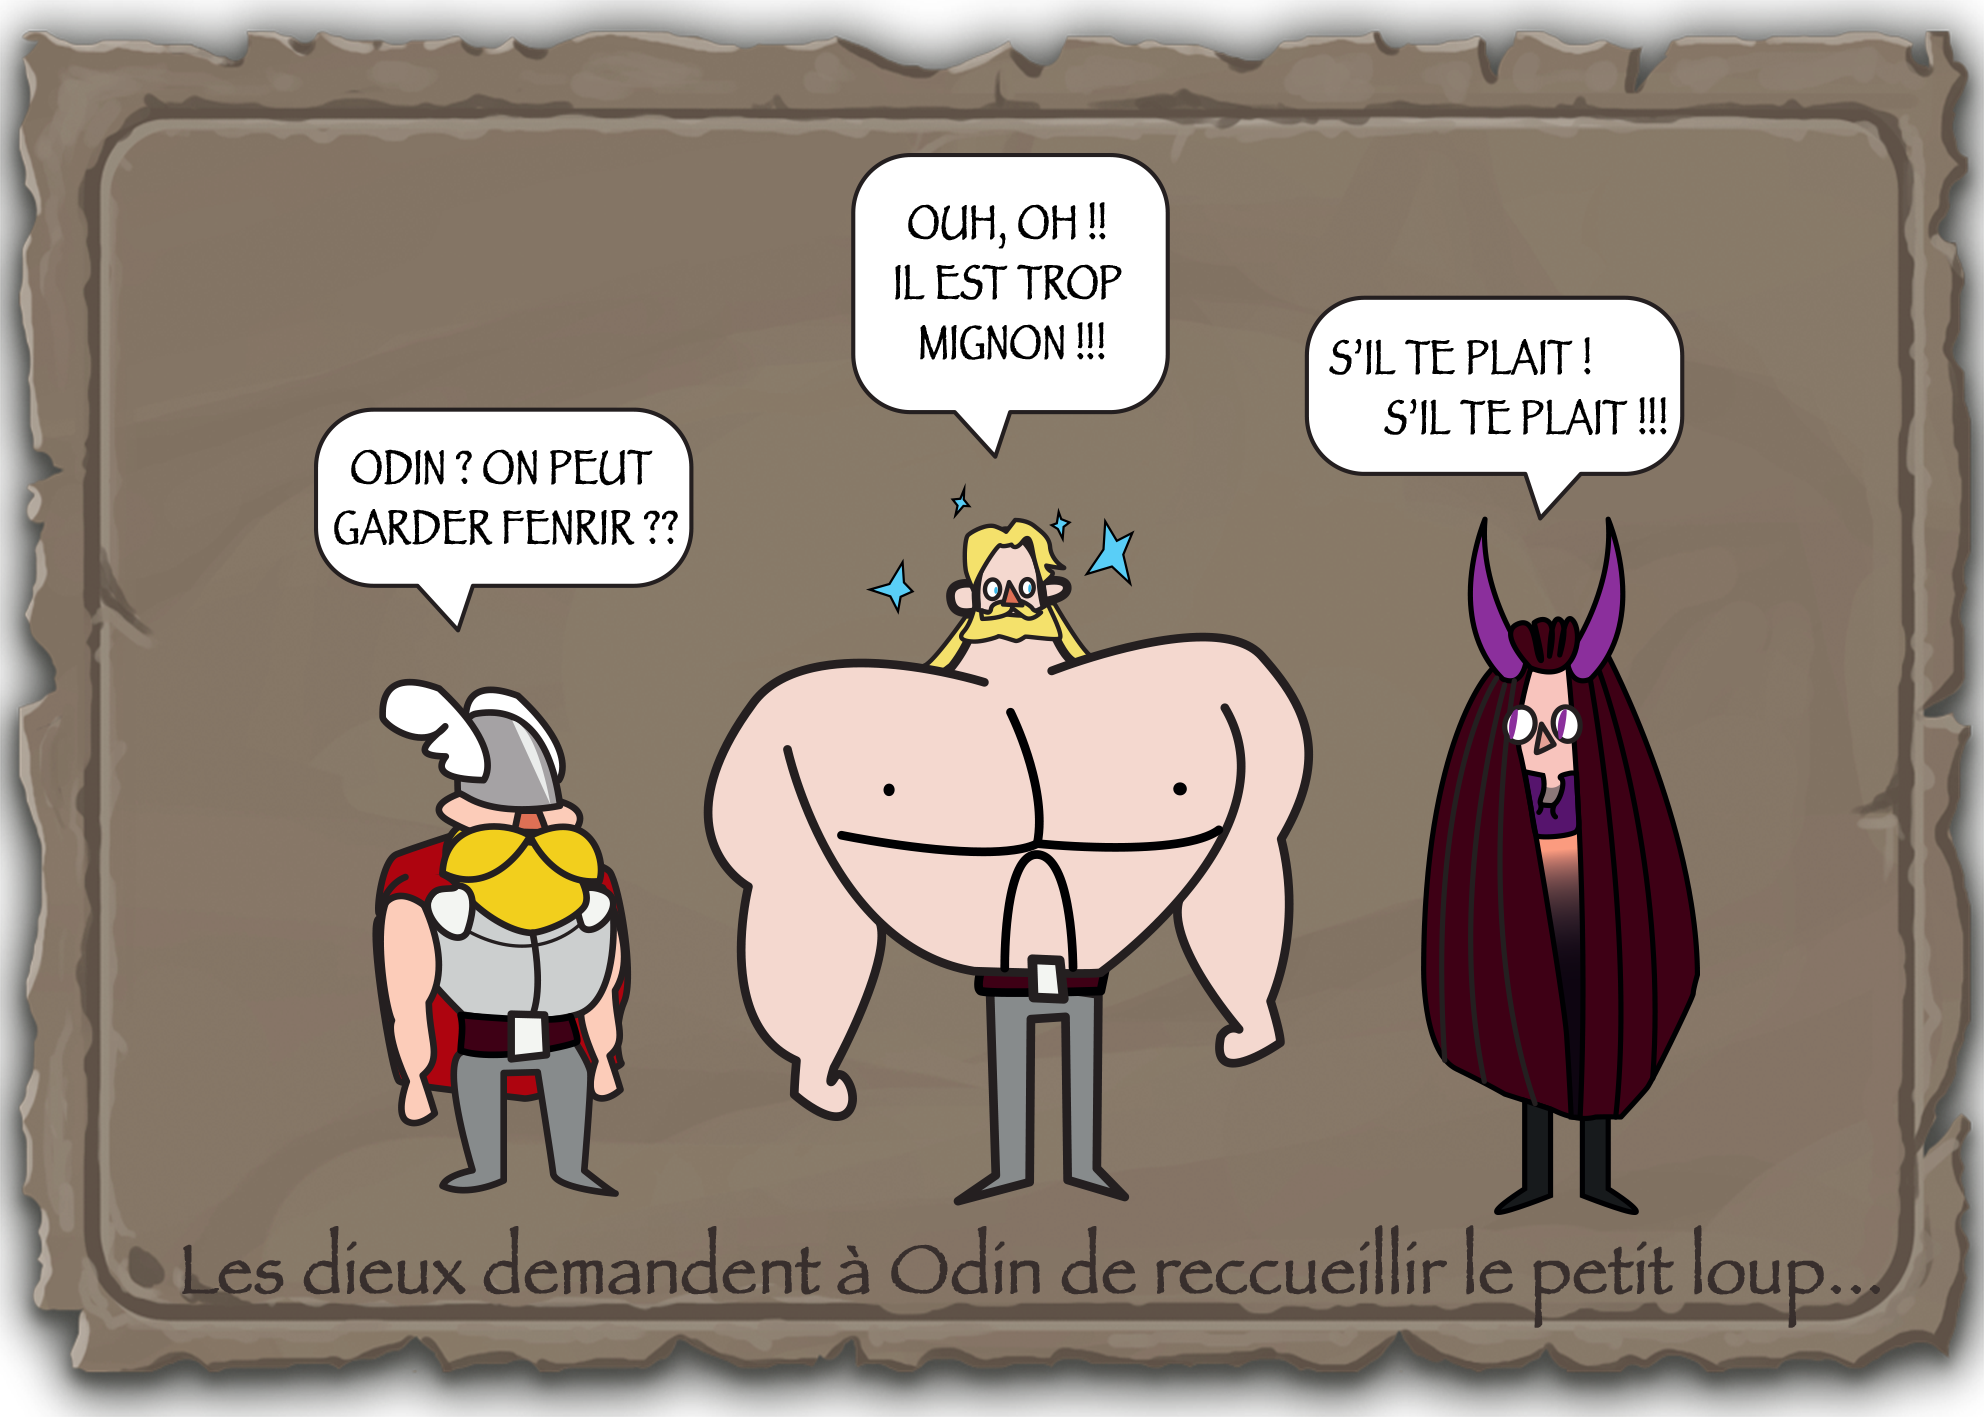 ODIN ? ON PEUT
GARDER FENRIR ??
OUH, OH !!
IL EST TROP
MIGNON !!!
S’IL TE PLAIT !
S’IL TE PLAIT !!!
Les dieux demandent à Odin de reccueillir le petit loup...